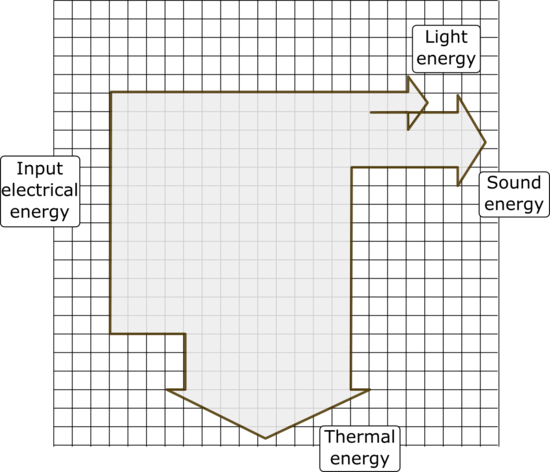 Light
energy
Input
electrical
energy
Sound
energy
Thermal
energy